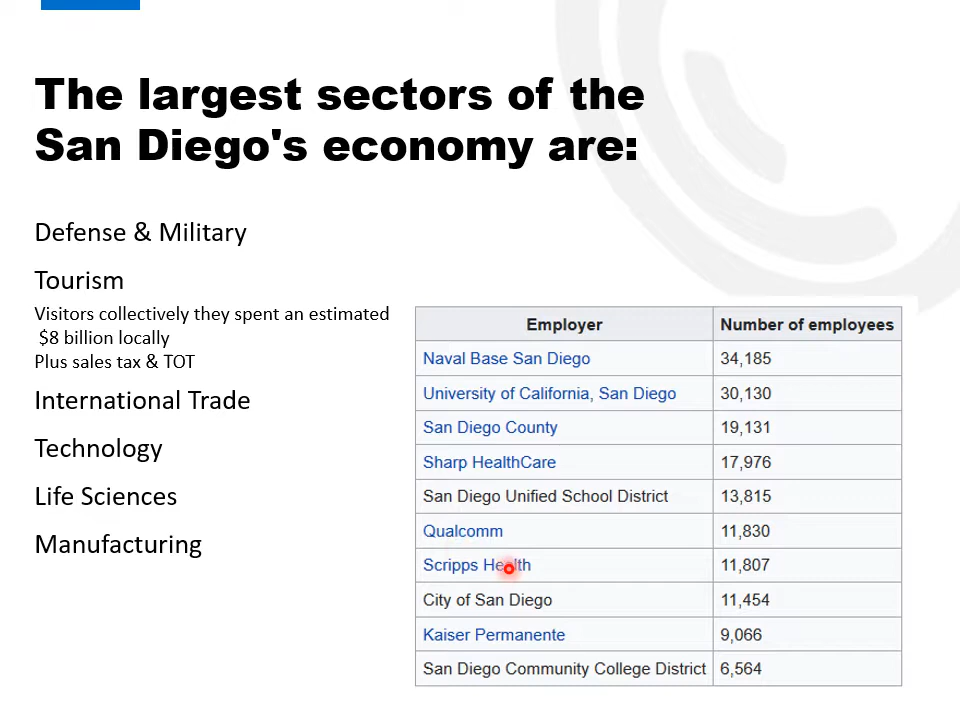 The largest sectors of the
San Diego's economy are:
Defense & Military
Tourism
Visitors collectively they spent an estimated
$8 billion locally
Plus sales tax & TOT
International Trade
Technology
Life Sciences
Manufacturing
Employer Number of employees
Naval Base San Diego 34,185
University of California, San Diego 30,130
San Diego County 19,131
Sharp HealthCare 17,976
San Diego Unified School District 13,815
Qualcomm 11,830
Scripps Health 11,807
City of San Diego 11,454
Kaiser Permanente 9,066
San Diego Community College District 6,564